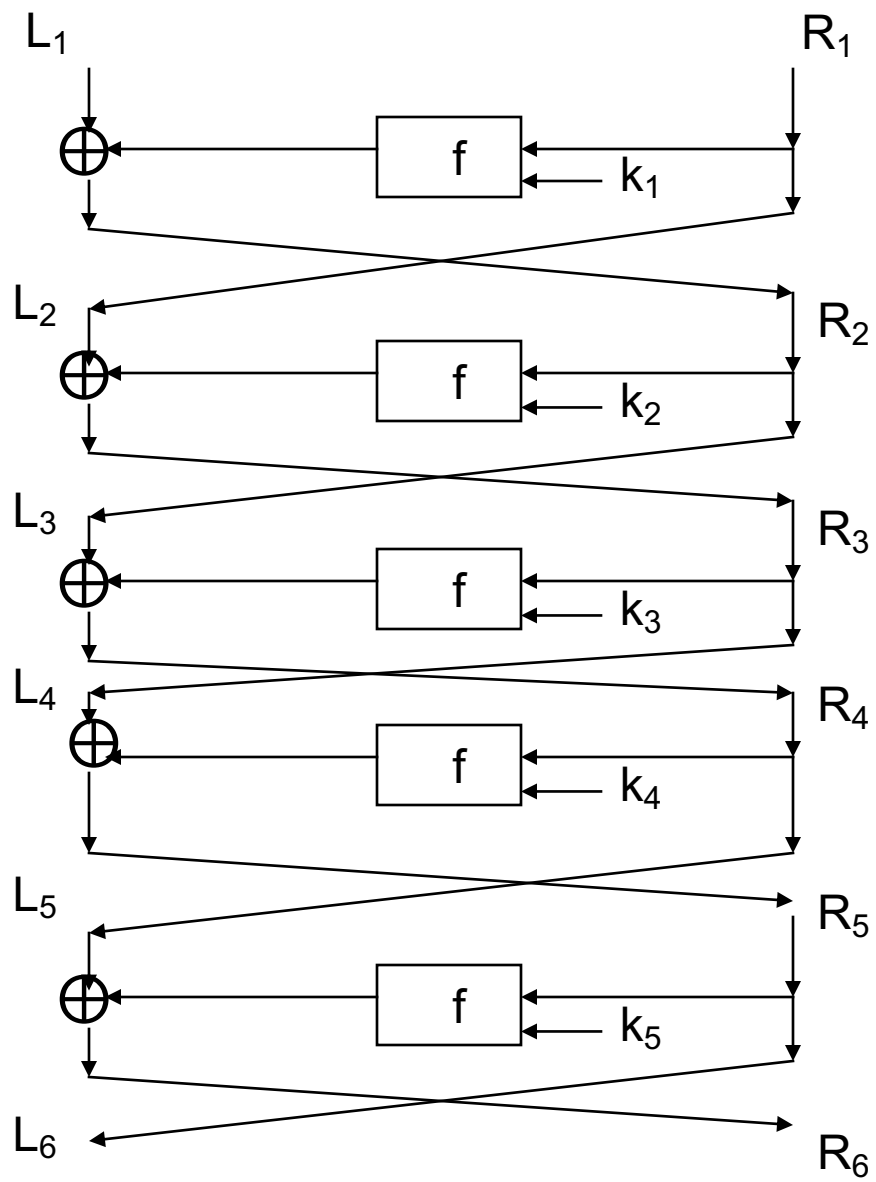 L₁ R₁
f
k₁
L₂ R₂
f
k₂
L₃ R₃
f
k₃
L₄ R₄
f
k₄
L₅ R₅
f
k₅
L₆ R₆